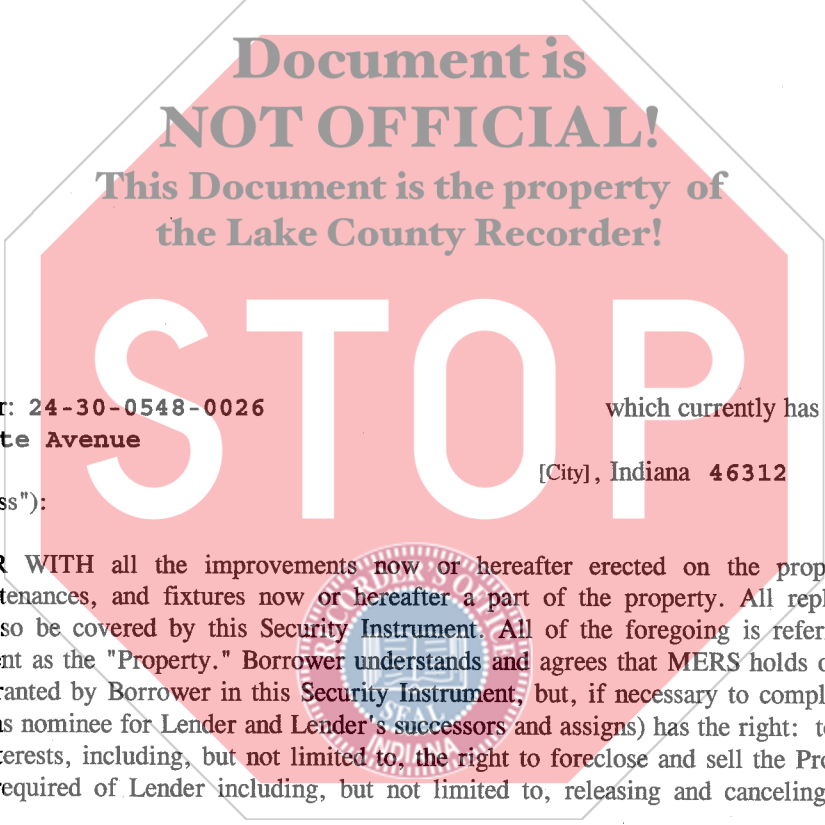 Document is
NOT OFFICIAL!
This Document is the property of
the Lake County Recorder!
STOP
r: 24-30-0548-0026 which currently has
te Avenue
[City], Indiana 46312
ss"):
R WITH all the improvements now or hereafter erected on the prop
tenances, and fixtures now or hereafter a part of the property. All repl
so be covered by this Security Instrument. All of the foregoing is refer
nt as the "Property." Borrower understands and agrees that MERS holds o
ranted by Borrower in this Security Instrument, but, if necessary to compl
as nominee for Lender and Lender's successors and assigns) has the right: t
terests, including, but not limited to, the right to foreclose and sell the Pro
equired of Lender including, but not limited to, releasing and canceling
RECORDER'S OFFICE
SEAL
INDIANA